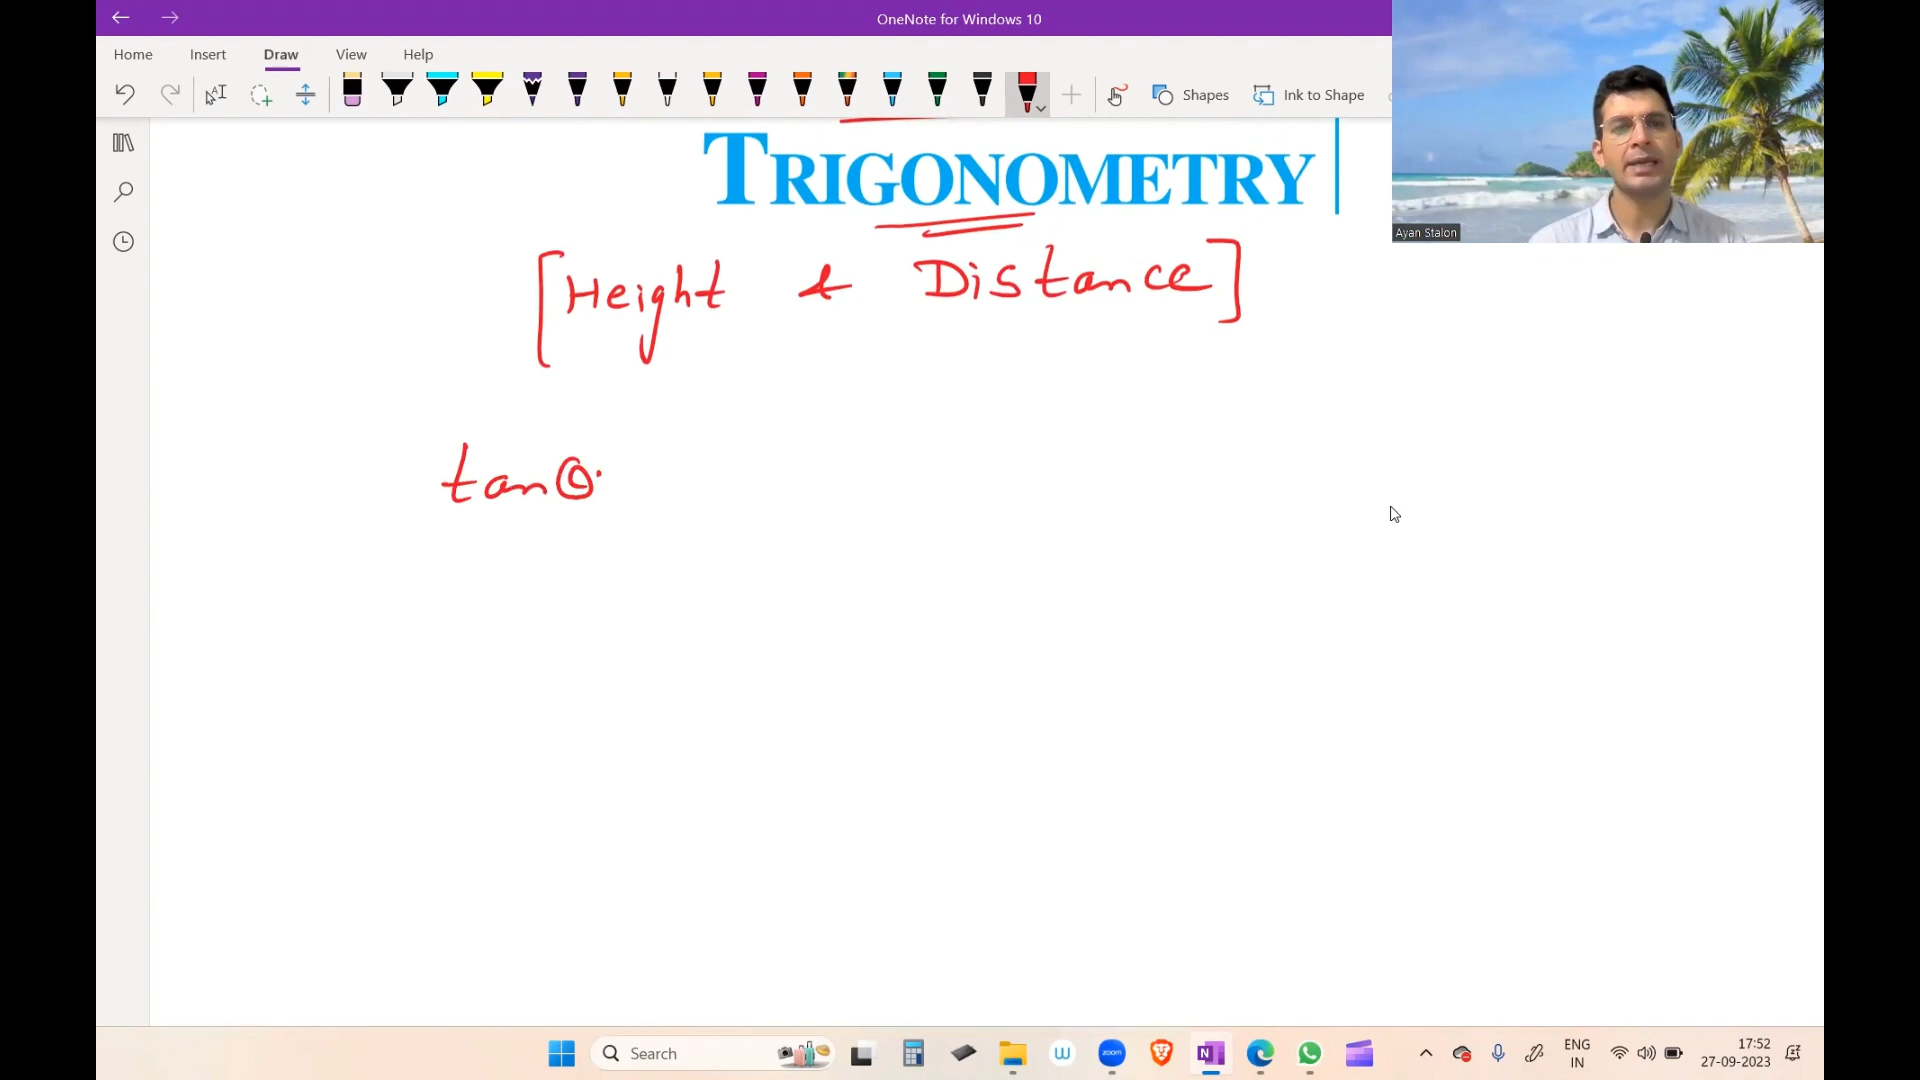 OneNote for Windows 10
Home Insert Draw View Help
Shapes Ink to Shape
TRIGONOMETRY
[Height & Distance]
tanθ
Ayan Stalon
Search
zoom
ENG
IN
17:52
27-09-2023